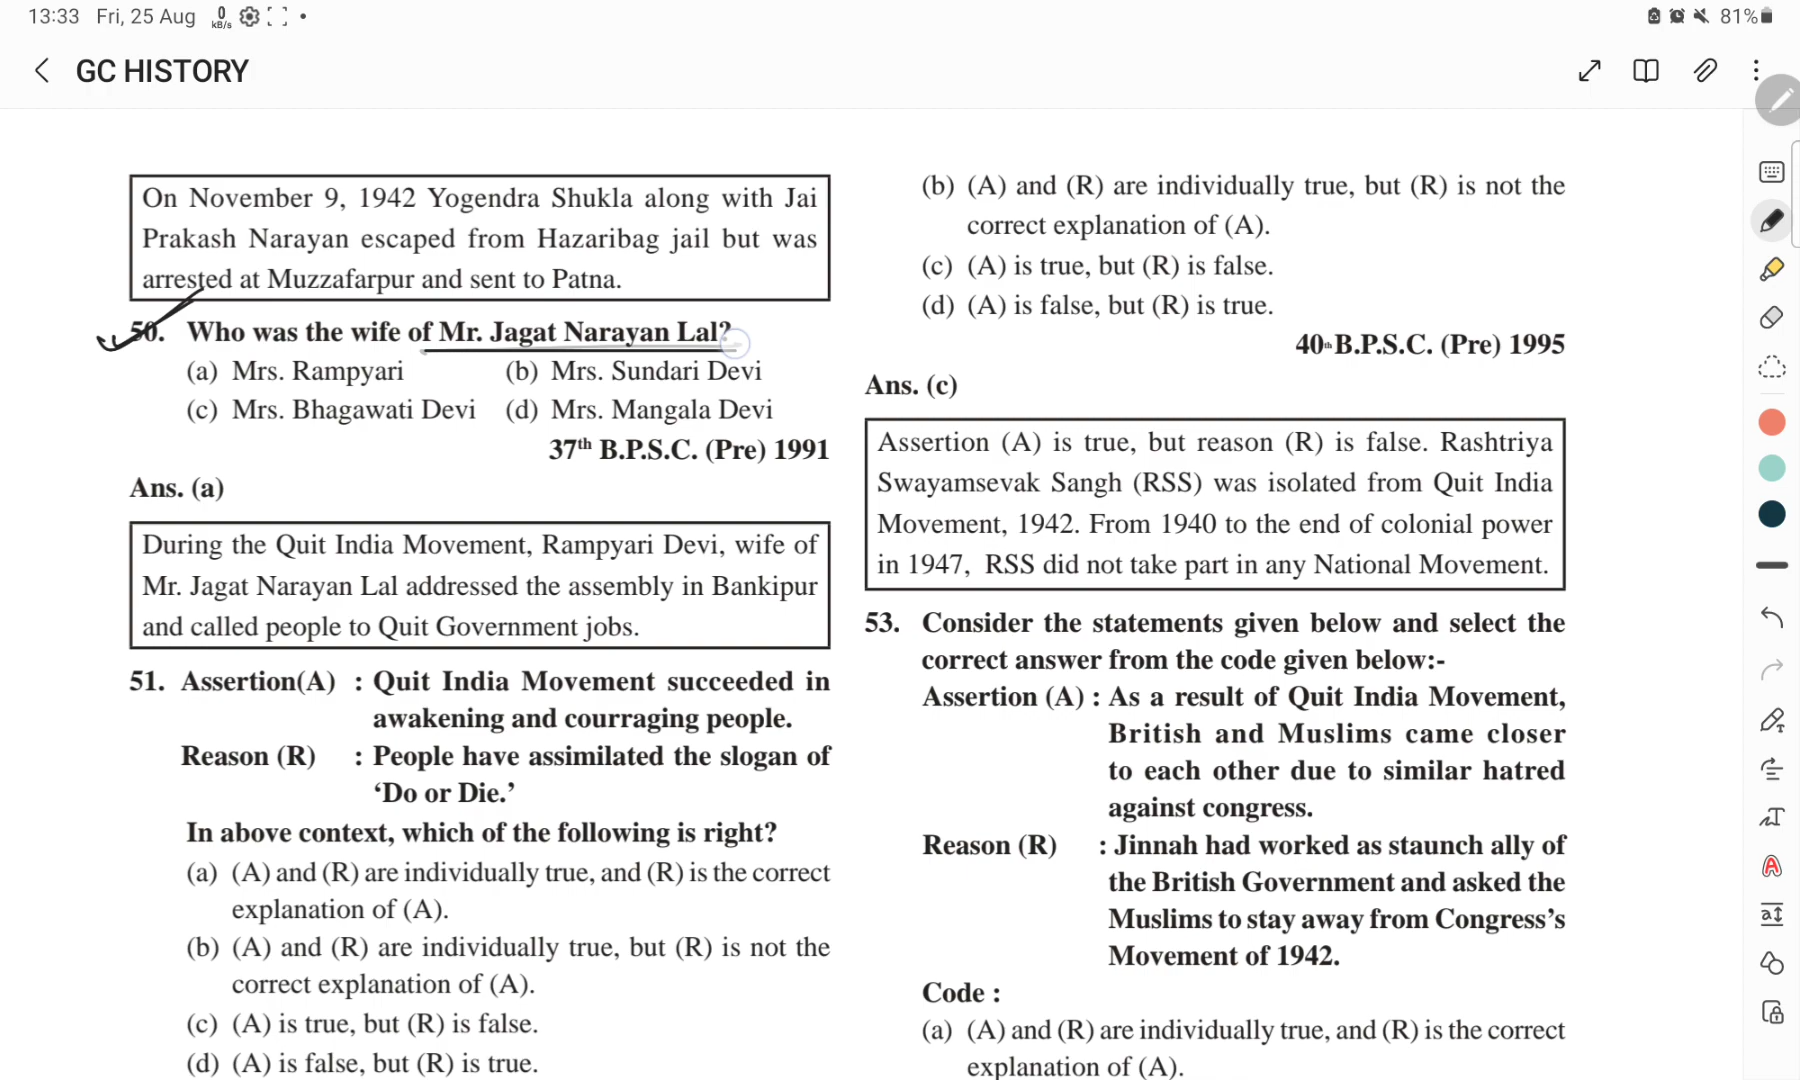 13:33 Fri, 25 Aug 0 kB/s 81%
GC HISTORY
On November 9, 1942 Yogendra Shukla along with Jai
Prakash Narayan escaped from Hazaribag jail but was
arrested at Muzzafarpur and sent to Patna.
50. Who was the wife of Mr. Jagat Narayan Lal?
(a) Mrs. Rampyari (b) Mrs. Sundari Devi
(c) Mrs. Bhagawati Devi (d) Mrs. Mangala Devi
37th B.P.S.C. (Pre) 1991
Ans. (a)
During the Quit India Movement, Rampyari Devi, wife of
Mr. Jagat Narayan Lal addressed the assembly in Bankipur
and called people to Quit Government jobs.
51. Assertion(A) : Quit India Movement succeeded in
awakening and courraging people.
Reason (R) : People have assimilated the slogan of
‘Do or Die.’
In above context, which of the following is right?
(a) (A) and (R) are individually true, and (R) is the correct
explanation of (A).
(b) (A) and (R) are individually true, but (R) is not the
correct explanation of (A).
(c) (A) is true, but (R) is false.
(d) (A) is false, but (R) is true.
(b) (A) and (R) are individually true, but (R) is not the
correct explanation of (A).
(c) (A) is true, but (R) is false.
(d) (A) is false, but (R) is true.
40th B.P.S.C. (Pre) 1995
Ans. (c)
Assertion (A) is true, but reason (R) is false. Rashtriya
Swayamsevak Sangh (RSS) was isolated from Quit India
Movement, 1942. From 1940 to the end of colonial power
in 1947, RSS did not take part in any National Movement.
53. Consider the statements given below and select the
correct answer from the code given below:-
Assertion (A) : As a result of Quit India Movement,
British and Muslims came closer
to each other due to similar hatred
against congress.
Reason (R) : Jinnah had worked as staunch ally of
the British Government and asked the
Muslims to stay away from Congress’s
Movement of 1942.
Code :
(a) (A) and (R) are individually true, and (R) is the correct
explanation of (A).